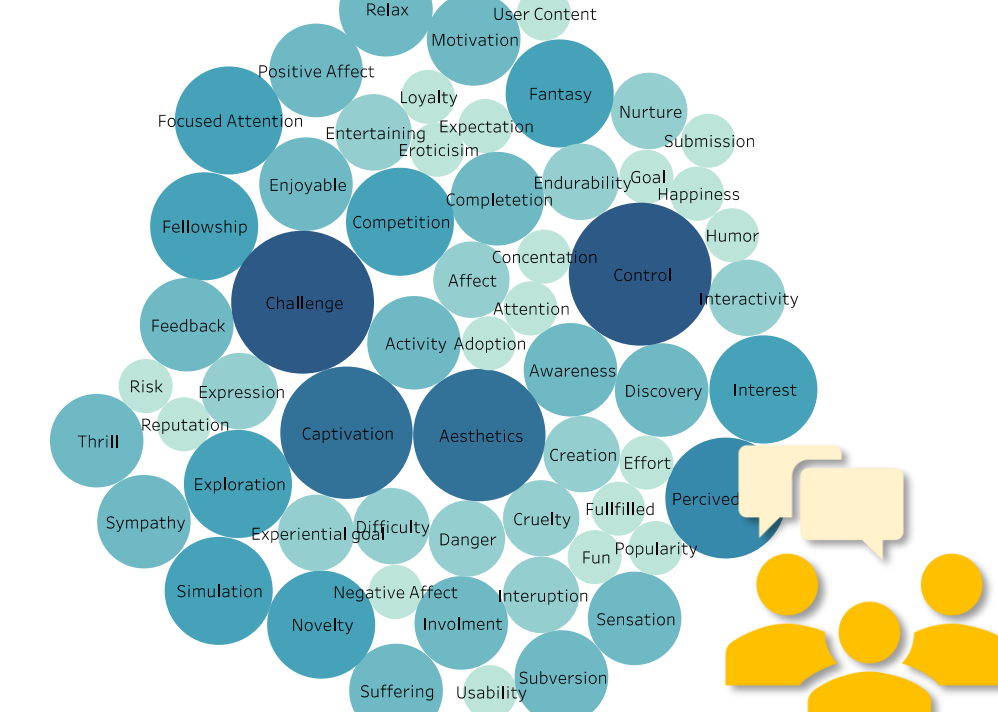 Relax
User Content
Motivation
Positive Affect
Fantasy
Loyalty
Nurture
Focused Attention
Expectation
Entertaining
Submission
Eroticisim
Goal
Endurability
Enjoyable
Happiness
Completetion
Competition
Fellowship
Humor
Concentation
Control
Affect
Interactivity
Challenge
Attention
Feedback
Activity
Adoption
Awareness
Risk
Discovery
Interest
Expression
Reputation
Captivation
Aesthetics
Thrill
Creation
Effort
Exploration
Percived
Fullfilled
Cruelty
Sympathy
Difficulty
Experiential goal
Danger
Popularity
Fun
Simulation
Negative Affect
Interuption
Sensation
Novelty
Involment
Subversion
Suffering
Usability